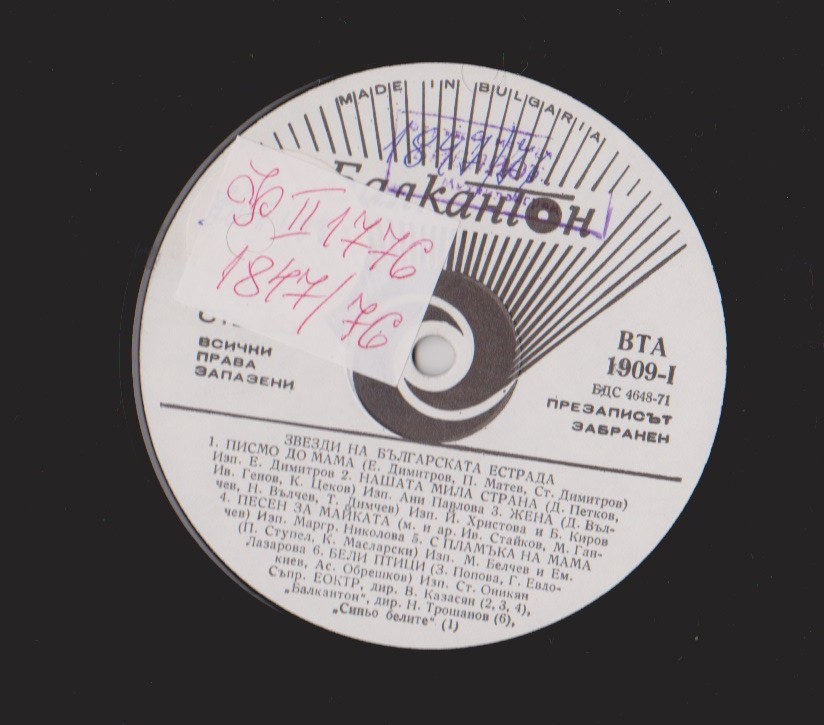 MADE IN BULGARIA
Балкантон
Ф II 1776
1847/76
ВСИЧКИ
ПРАВА
ЗАПАЗЕНИ
ВТА
1909-I
БДС 4648-71
ПРЕЗАПИСЪТ
ЗАБРАНЕН
ЗВЕЗДИ НА БЪЛГАРСКАТА ЕСТРАДА
1. ПИСМО ДО МАМА (Е. Димитров, П. Матев, Ст. Димитров)
Изп. Е. Димитров 2. НАШАТА МИЛА СТРАНА (Д. Петков,
Ив. Генов, К. Цеков) Изп. Ани Павлова 3. ЖЕНА (Д. Въл-
чев, Н. Вълчев, Т. Димчев) Изп. Й. Христова и Б. Киров
4. ПЕСЕН ЗА МАЙКАТА (м. и ар. Ив. Стайков, М. Ган-
чев) Изп. Маргр. Николова 5. С ПЛАМЪКА НА МАМА
(П. Ступел, К. Масларски) Изп. М. Белчев и Ем.
Лазарова 6. БЕЛИ ПТИЦИ (З. Попова, Г. Евдо-
киев, Ас. Обрешков) Изп. Ст. Оникян
Съпр. ЕОКТР, дир. В. Казасян (2, 3, 4),
„Балкантон", дир. Н. Трошанов (6),
„Синьо белите" (1)